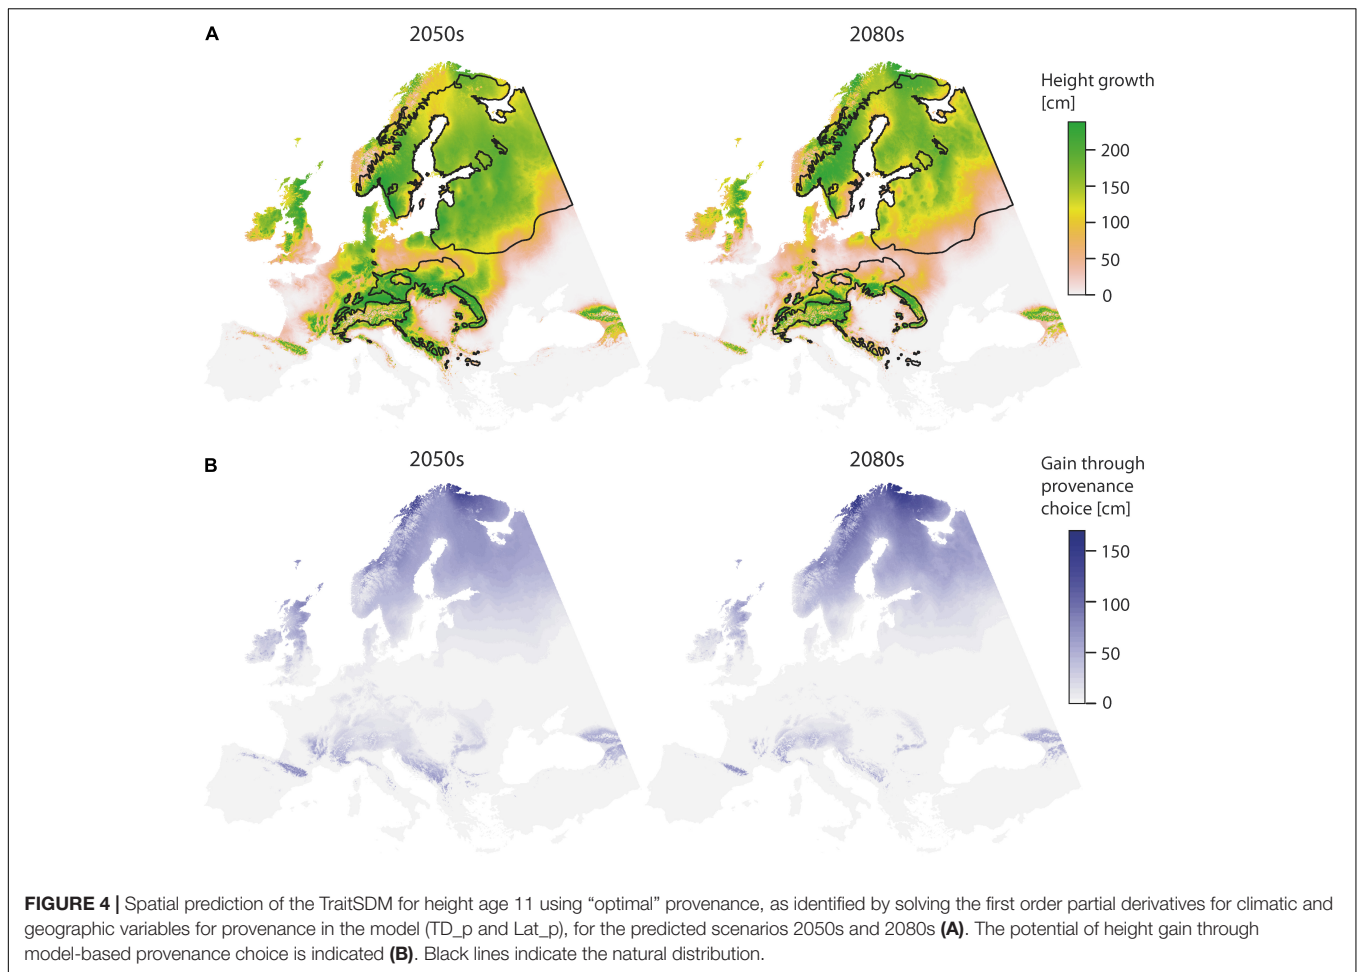 A
2050s
2080s
Height growth
[cm]
200
150
100
50
0
B
2050s
2080s
Gain through
provenance
choice [cm]
150
100
50
0
FIGURE 4 | Spatial prediction of the TraitSDM for height age 11 using “optimal” provenance, as identified by solving the first order partial derivatives for climatic and
geographic variables for provenance in the model (TD_p and Lat_p), for the predicted scenarios 2050s and 2080s (A). The potential of height gain through
model-based provenance choice is indicated (B). Black lines indicate the natural distribution.